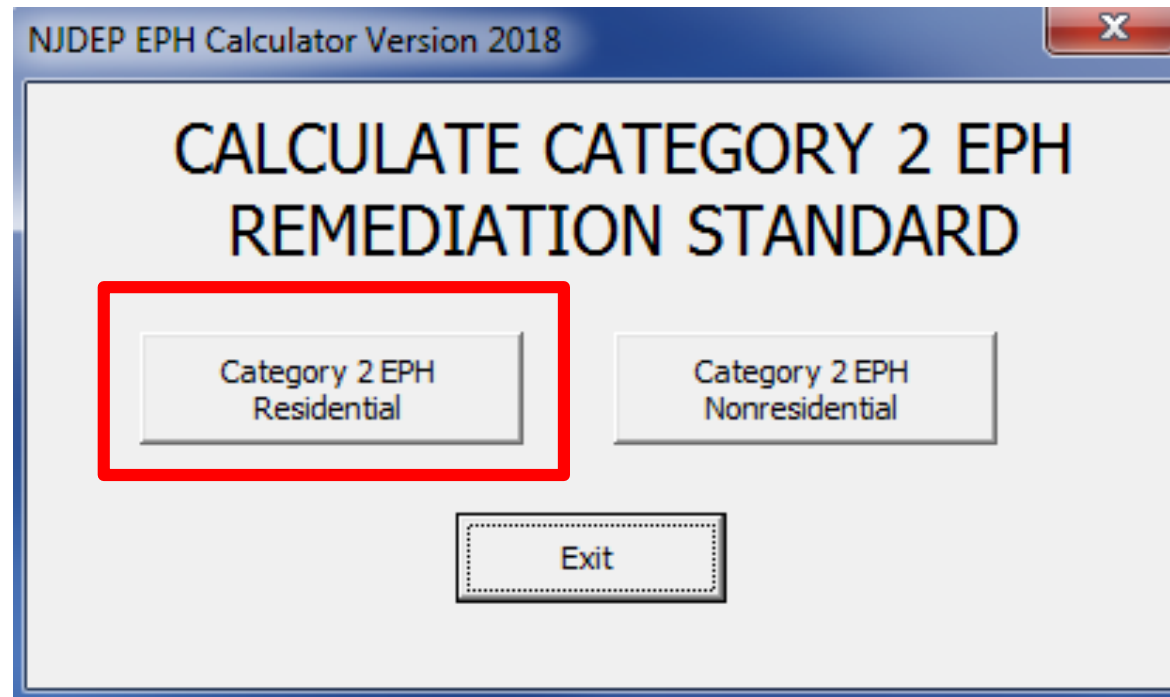 NJDEP EPH Calculator Version 2018
CALCULATE CATEGORY 2 EPH
REMEDIATION STANDARD
Category 2 EPH
Residential
Category 2 EPH
Nonresidential
Exit